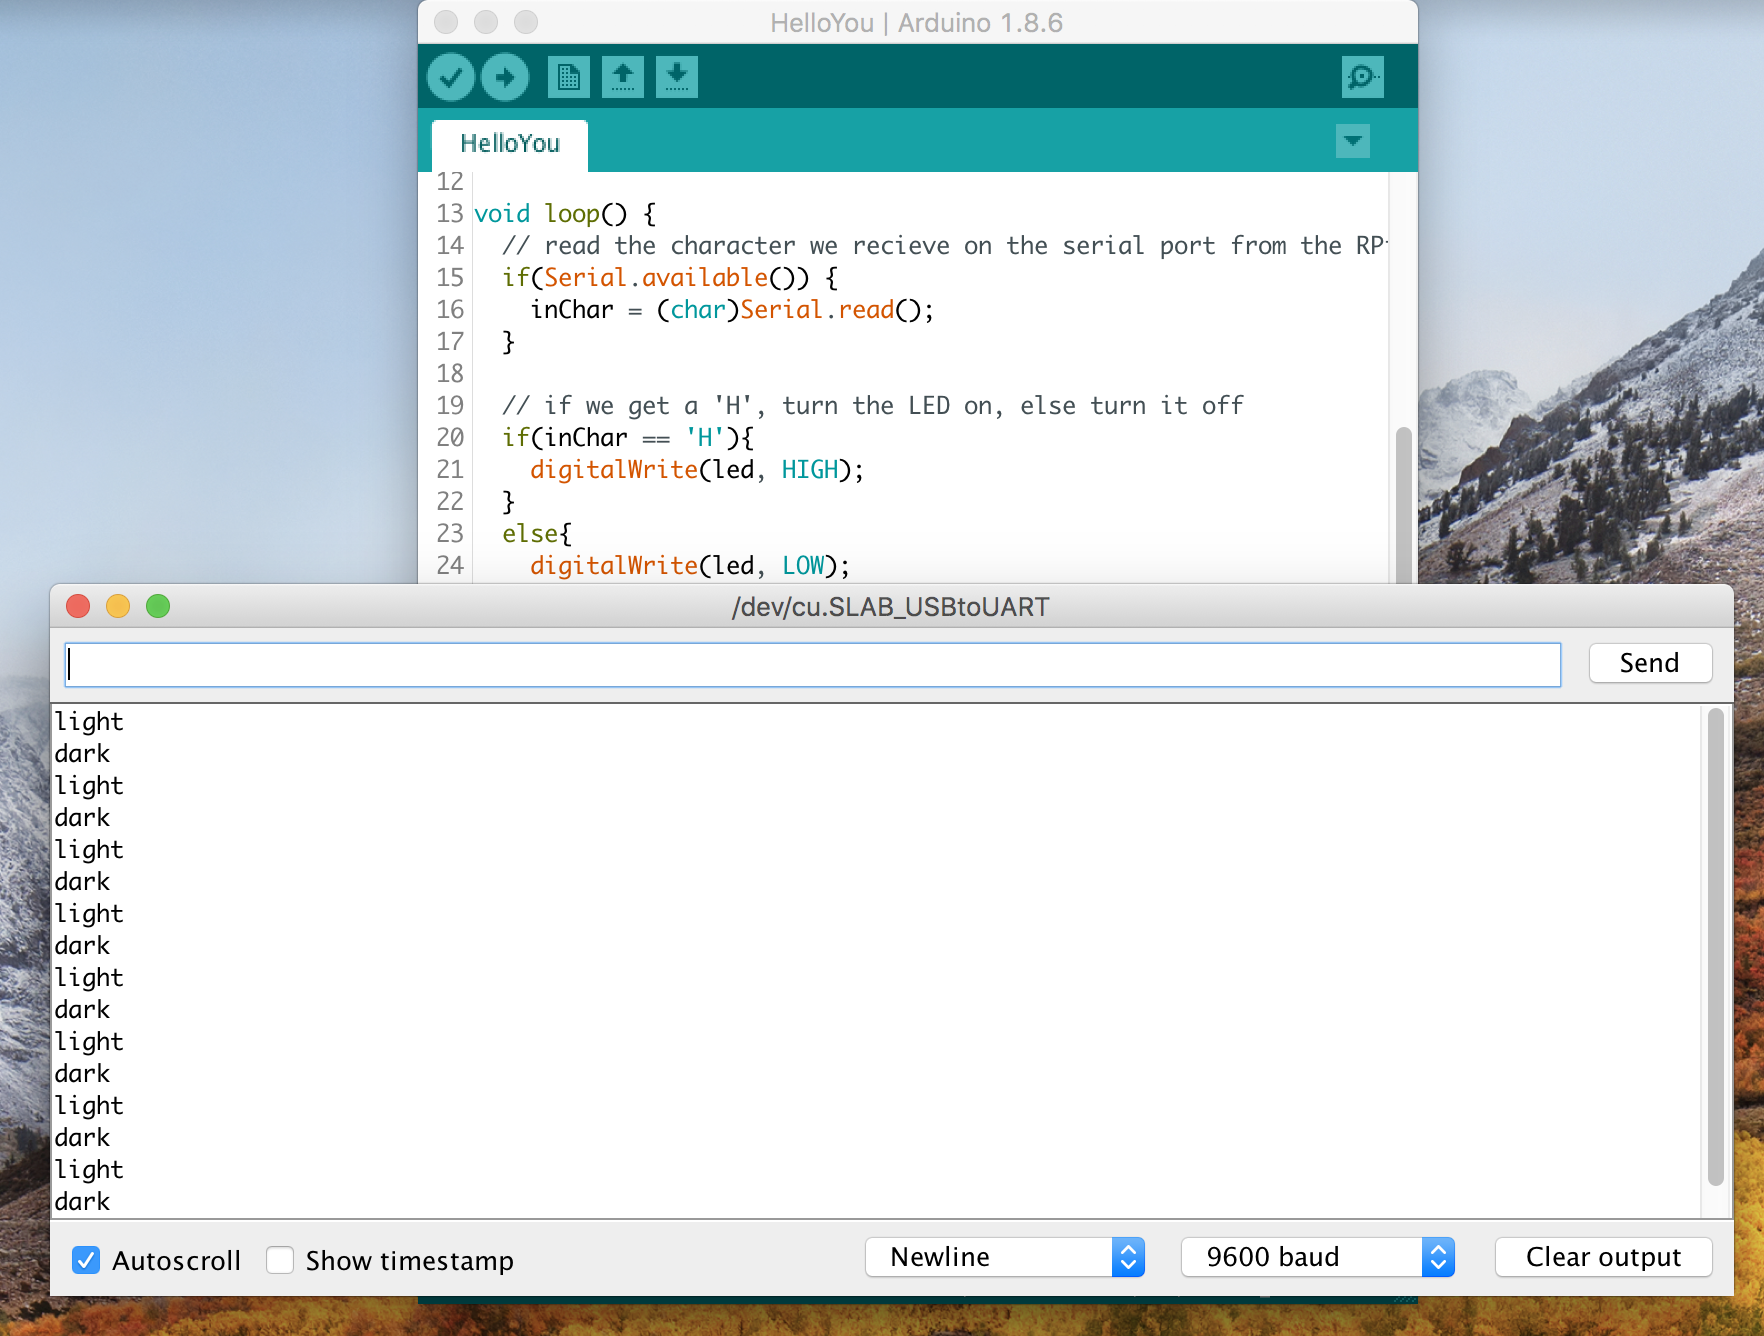 HelloYou | Arduino 1.8.6
HelloYou
12
13 void loop() {
14 // read the character we recieve on the serial port from the
15 if(Serial.available()) {
16 inChar = (char)Serial.read();
17 }
18
19 // if we get a 'H', turn the LED on, else turn it off
20 if(inChar == 'H'){
21 digitalWrite(led, HIGH);
22 }
23 else{
24 digitalWrite(led, LOW);
/dev/cu.SLAB_USBtoUART
Send
light
dark
light
dark
light
dark
light
dark
light
dark
light
dark
light
dark
light
dark
Autoscroll Show timestamp Newline 9600 baud Clear output